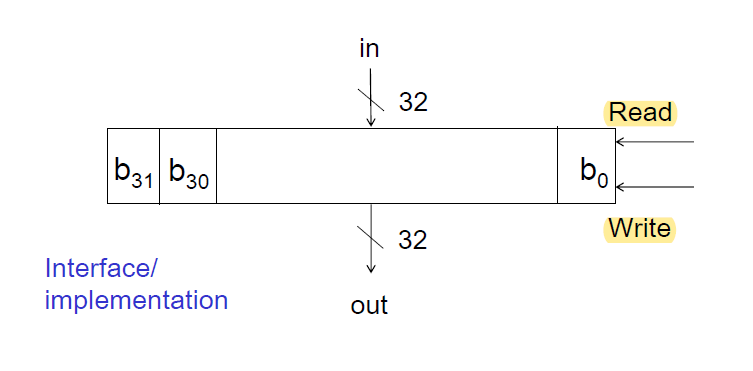 in
32
Read
b31 b30 b0
Write
32
Interface/
implementation
out